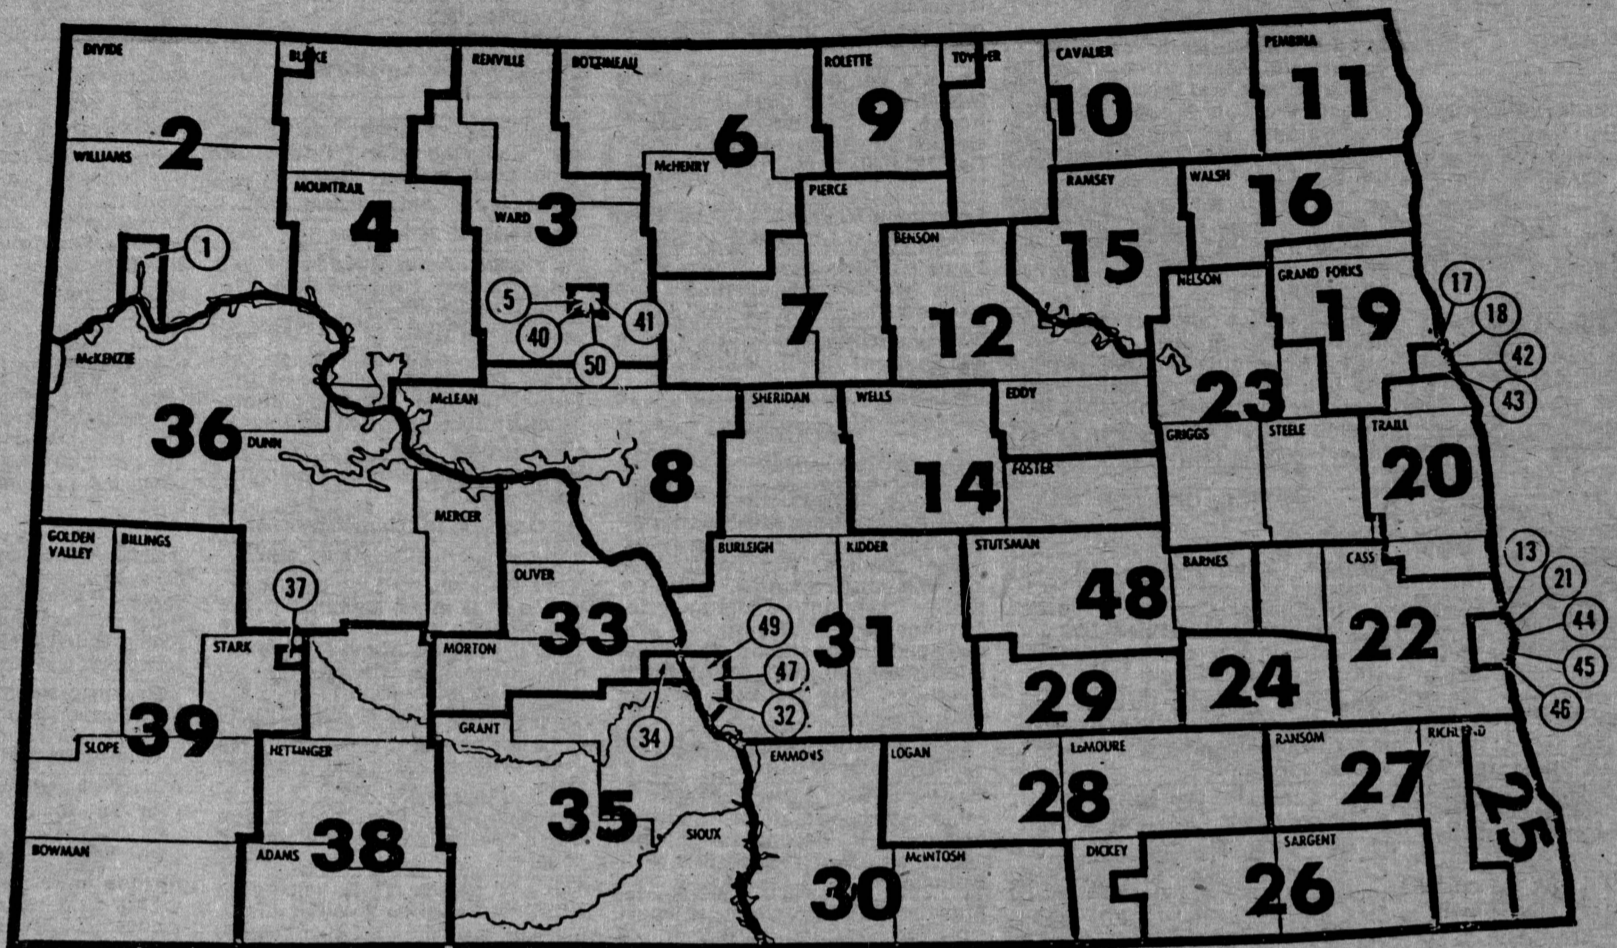 DIVIDE
BURKE
RENVILLE
BOTTINEAU
ROLETTE
TOWNER
CAVALIER
PEMBINA
2
6
9
10
11
WILLIAMS
MOUNTRAIL
McHENRY
PIERCE
RAMSEY
WALSH
4
WARD
3
16
1
BENSON
15
NELSON
GRAND FORKS
5
40
41
50
7
12
19
17
18
42
43
McKENZIE
23
36
DUNN
McLEAN
SHERIDAN
WELLS
EDDY
GRIGGS
STEELE
TRAILL
8
14
FOSTER
20
MERCER
GOLDEN
VALLEY
BILLINGS
BURLEIGH
KIDDER
STUTSMAN
BARNES
CASS
13
21
44
45
46
37
OLIVER
33
49
47
32
31
48
22
STARK
MORTON
34
29
24
39
GRANT
SLOPE
HETTINGER
EMMONS
LOGAN
LaMOURE
RANSOM
28
27
25
35
SIOUX
BOWMAN
ADAMS
38
30
McINTOSH
DICKEY
SARGENT
26